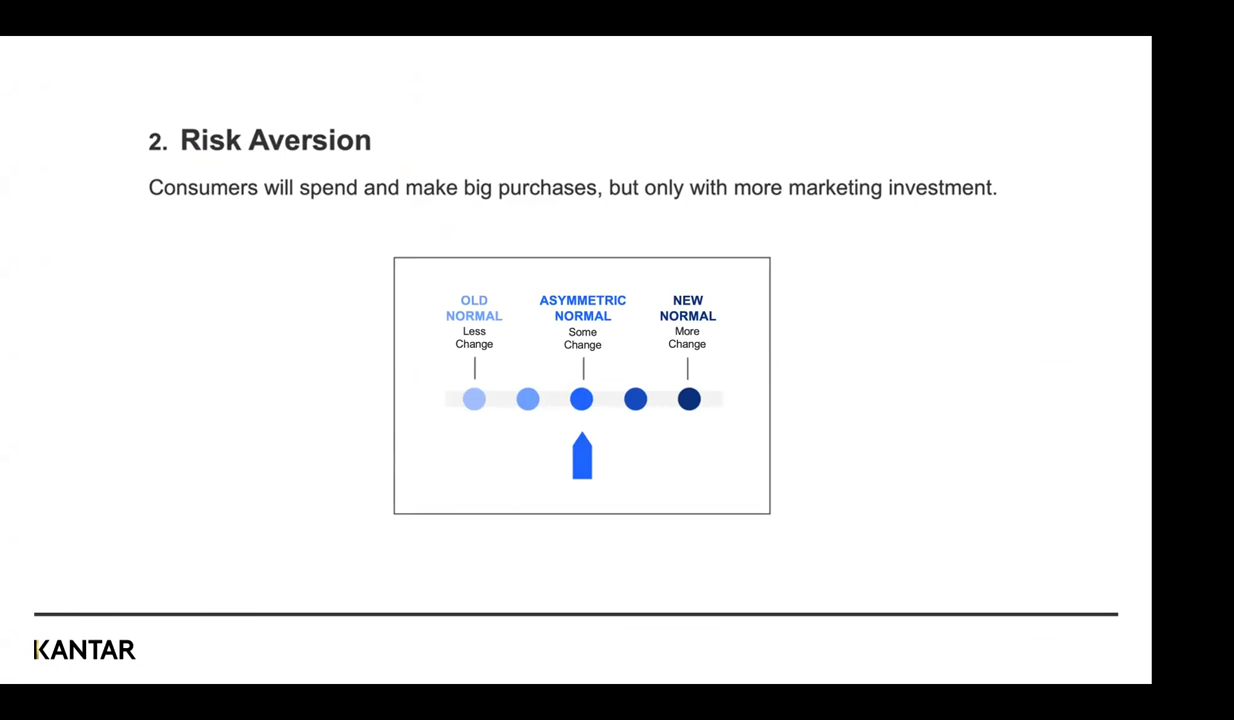 2. Risk Aversion
Consumers will spend and make big purchases, but only with more marketing investment.
OLD NORMAL
Less Change
ASYMMETRIC NORMAL
Some Change
NEW NORMAL
More Change
KANTAR